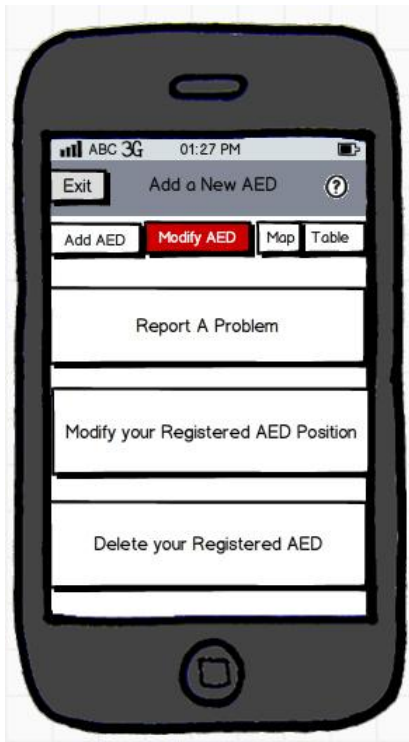 ABC 3G 01:27 PM
Exit Add a New AED ?
Add AED Modify AED Map Table
Report A Problem
Modify your Registered AED Position
Delete your Registered AED